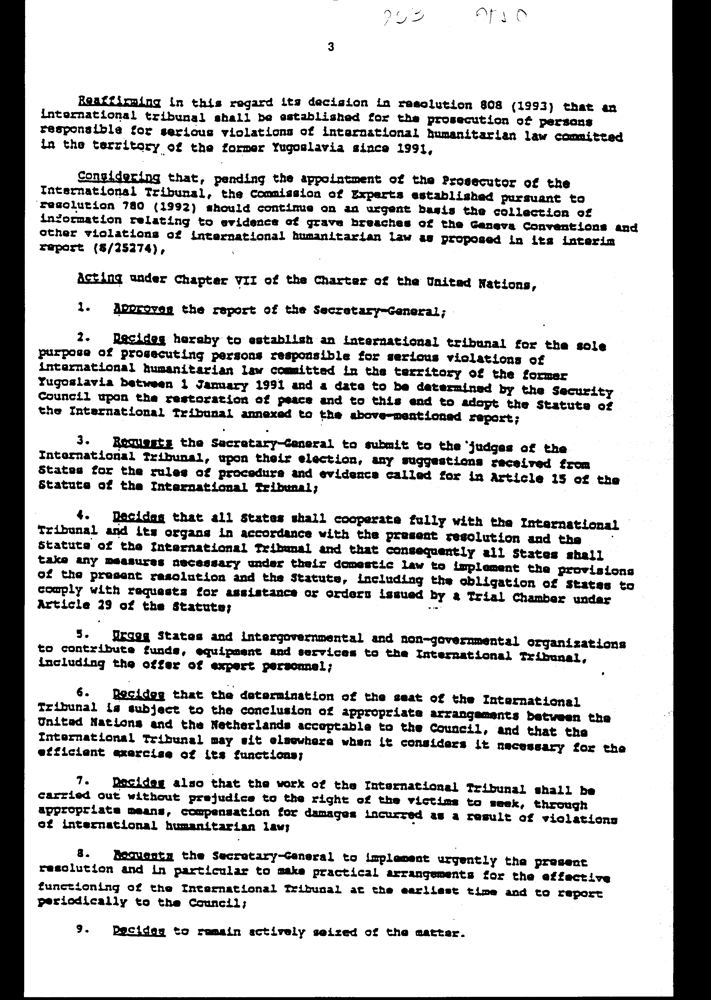 3
Reaffirming in this regard its decision in resolution 808 (1993) that an
international tribunal shall be established for the prosecution of persons
responsible for serious violations of international humanitarian law committed
in the territory of the former Yugoslavia since 1991,
Considering that, pending the appointment of the Prosecutor of the
International Tribunal, the Commission of Experts established pursuant to
resolution 780 (1992) should continue on an urgent basis the collection of
information relating to evidence of grave breaches of the Geneva Conventions and
other violations of international humanitarian law as proposed in its interim
report (S/25274),
Acting under Chapter VII of the Charter of the United Nations,
1. Approves the report of the Secretary-General;
2. Decides hereby to establish an international tribunal for the sole
purpose of prosecuting persons responsible for serious violations of
international humanitarian law committed in the territory of the former
Yugoslavia between 1 January 1991 and a date to be determined by the Security
Council upon the restoration of peace and to this end to adopt the Statute of
the International Tribunal annexed to the above-mentioned report;
3. Requests the Secretary-General to submit to the judges of the
International Tribunal, upon their election, any suggestions received from
States for the rules of procedure and evidence called for in Article 15 of the
Statute of the International Tribunal;
4. Decides that all States shall cooperate fully with the International
Tribunal and its organs in accordance with the present resolution and the
Statute of the International Tribunal and that consequently all States shall
take any measures necessary under their domestic law to implement the provisions
of the present resolution and the Statute, including the obligation of States to
comply with requests for assistance or orders issued by a Trial Chamber under
Article 29 of the Statute;
5. Urges States and intergovernmental and non-governmental organizations
to contribute funds, equipment and services to the International Tribunal,
including the offer of expert personnel;
6. Decides that the determination of the seat of the International
Tribunal is subject to the conclusion of appropriate arrangements between the
United Nations and the Netherlands acceptable to the Council, and that the
International Tribunal may sit elsewhere when it considers it necessary for the
efficient exercise of its functions;
7. Decides also that the work of the International Tribunal shall be
carried out without prejudice to the right of the victims to seek, through
appropriate means, compensation for damages incurred as a result of violations
of international humanitarian law;
8. Requests the Secretary-General to implement urgently the present
resolution and in particular to make practical arrangements for the effective
functioning of the International Tribunal at the earliest time and to report
periodically to the Council;
9. Decides to remain actively seized of the matter.